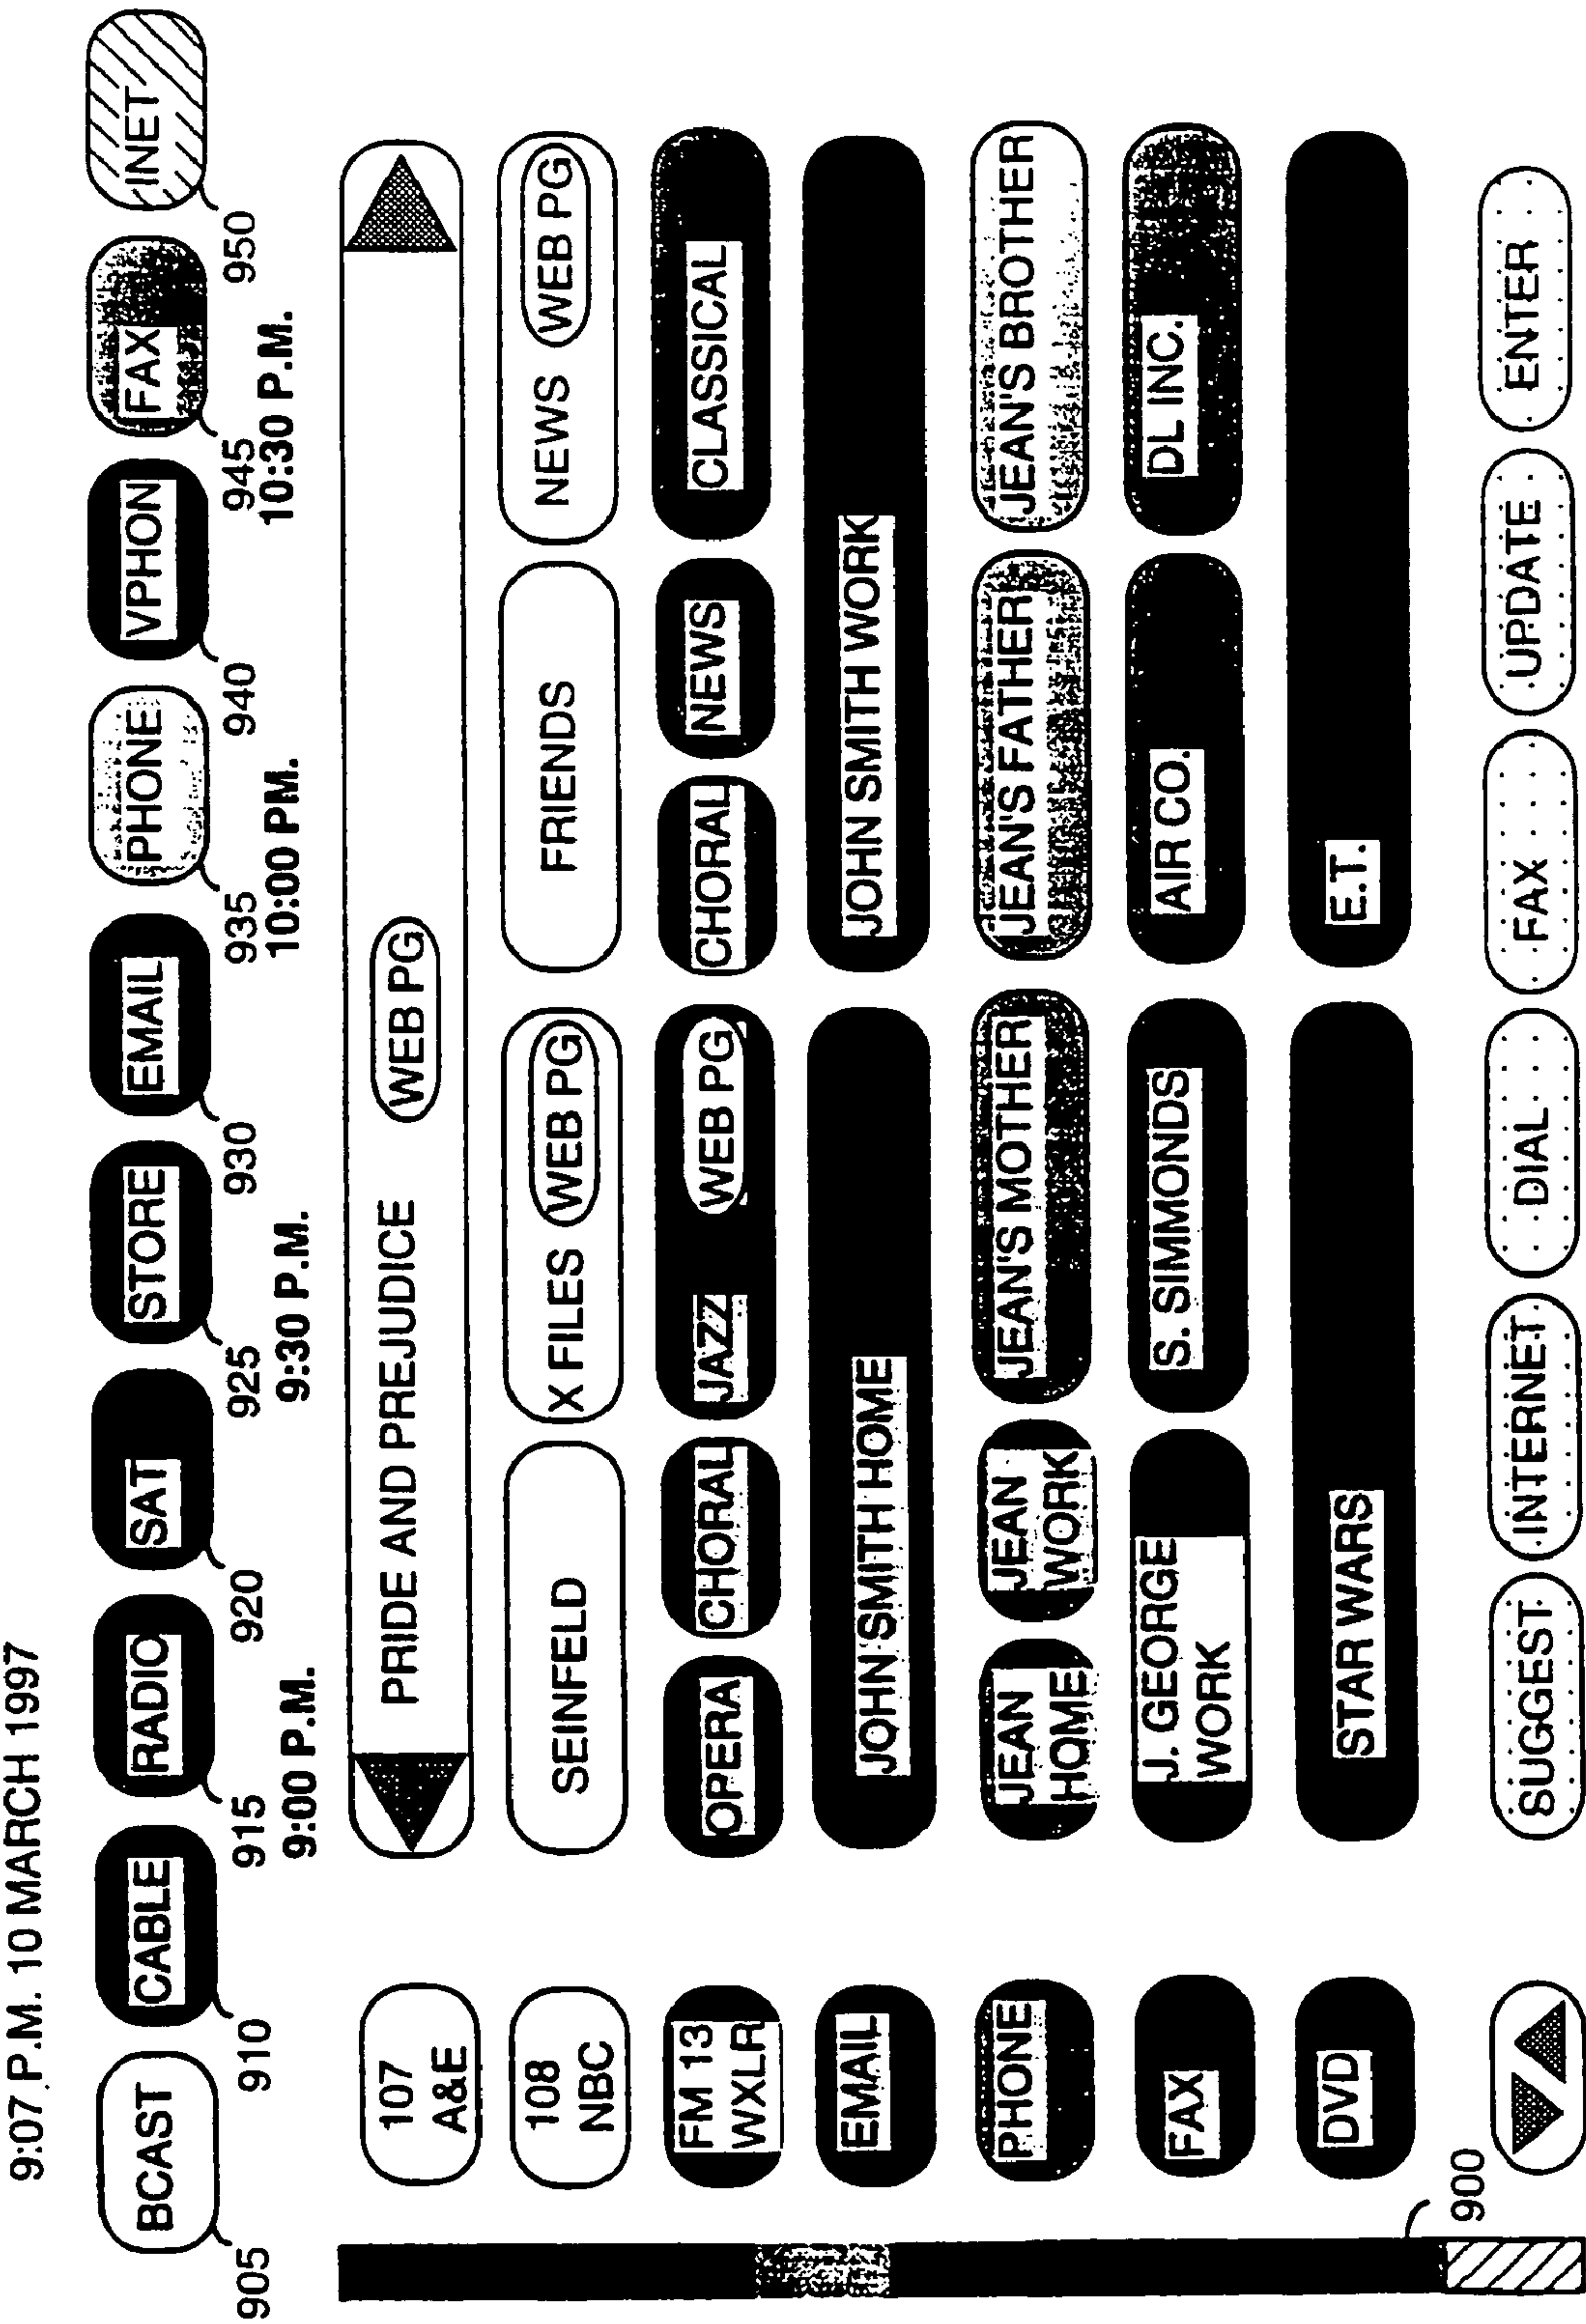 9:07 P.M. 10 MARCH 1997
BCAST CABLE RADIO SAT STORE EMAIL PHONE VPHON FAX INET
905 910 915 920 925 930 935 940 945 950
9:00 P.M. 9:30 P.M. 10:00 PM. 10:30 P.M.
107 A&E PRIDE AND PREJUDICE WEB PG
108 NBC SEINFELD X FILES WEB PG FRIENDS NEWS WEB PG
FM 13 WXLR OPERA CHORAL JAZZ WEB PG CHORAL NEWS CLASSICAL
EMAIL JOHN SMITH HOME JOHN SMITH WORK
PHONE JEAN HOME JEAN WORK JEAN'S MOTHER JEAN'S FATHER JEAN'S BROTHER
FAX J. GEORGE WORK S. SIMMONDS AIR CO. DL INC.
DVD STAR WARS E.T.
900
SUGGEST INTERNET DIAL FAX UPDATE ENTER